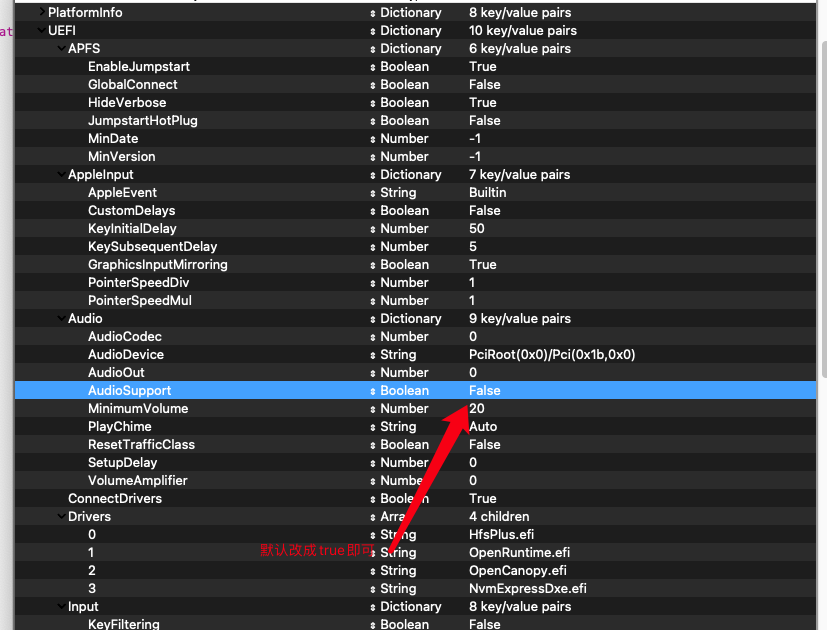 at
PlatformInfo Dictionary 8 key/value pairs
UEFI Dictionary 10 key/value pairs
APFS Dictionary 6 key/value pairs
EnableJumpstart Boolean True
GlobalConnect Boolean False
HideVerbose Boolean True
JumpstartHotPlug Boolean False
MinDate Number -1
MinVersion Number -1
AppleInput Dictionary 7 key/value pairs
AppleEvent String Builtin
CustomDelays Boolean False
KeyInitialDelay Number 50
KeySubsequentDelay Number 5
GraphicsInputMirroring Boolean True
PointerSpeedDiv Number 1
PointerSpeedMul Number 1
Audio Dictionary 9 key/value pairs
AudioCodec Number 0
AudioDevice String PciRoot(0x0)/Pci(0x1b,0x0)
AudioOut Number 0
AudioSupport Boolean False
MinimumVolume Number 20
PlayChime String Auto
ResetTrafficClass Boolean False
SetupDelay Number 0
VolumeAmplifier Number 0
ConnectDrivers Boolean True
Drivers Array 4 children
0 String HfsPlus.efi
默认改成true即可
1 String OpenRuntime.efi
2 String OpenCanopy.efi
3 String NvmExpressDxe.efi
Input Dictionary 8 key/value pairs
KeyFiltering Boolean False